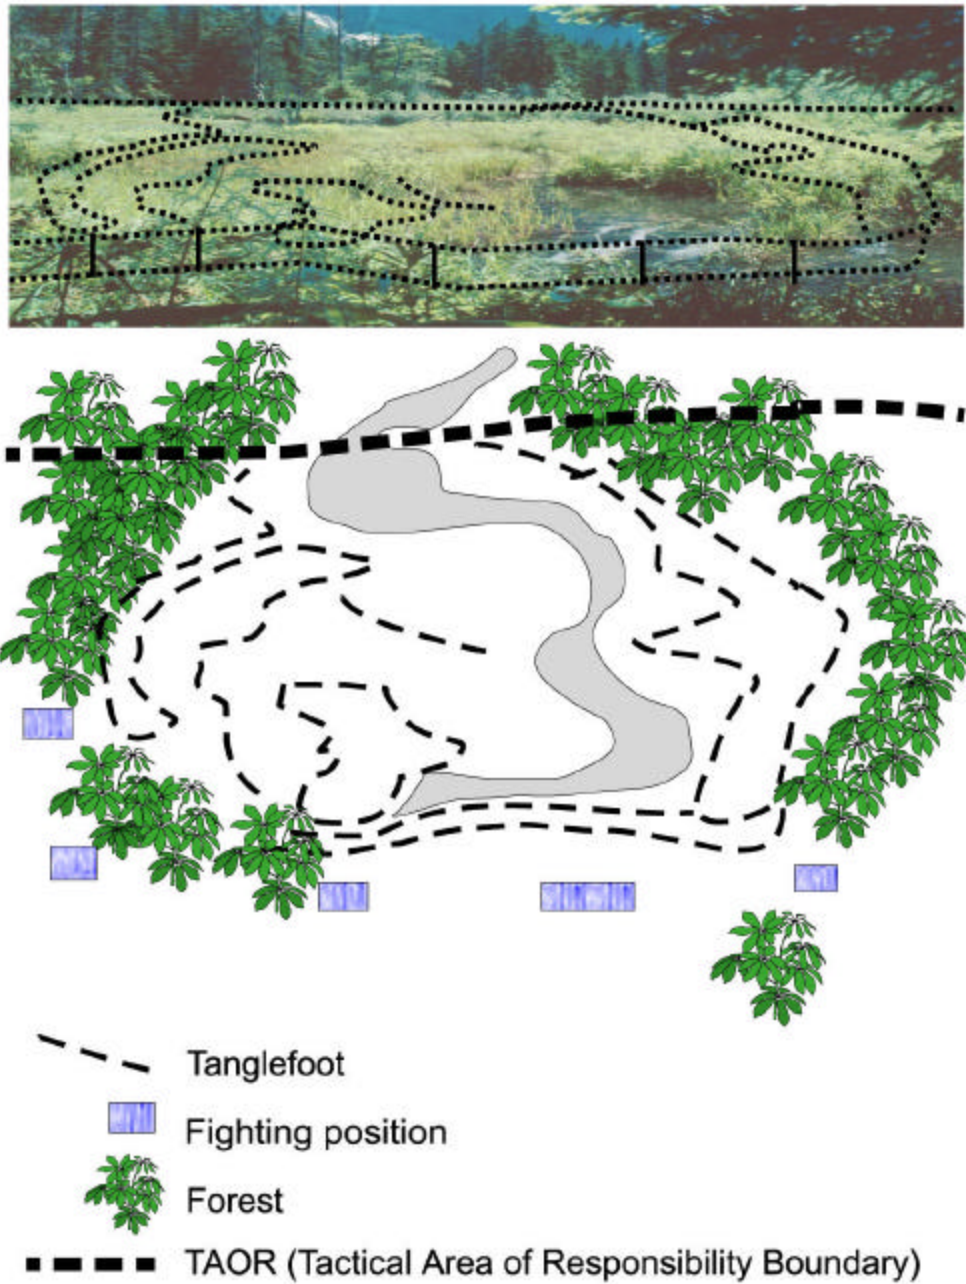 Tanglefoot
Fighting position
Forest
TAOR (Tactical Area of Responsibility Boundary)